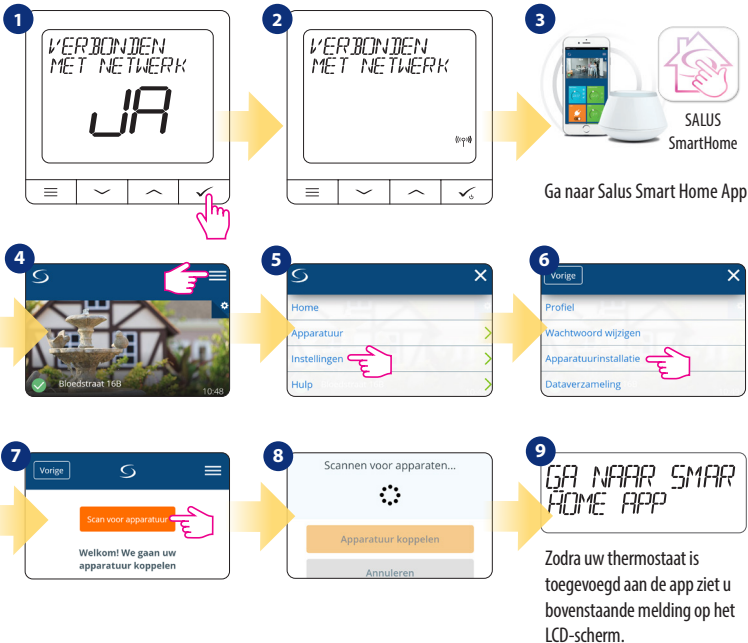 1
VERBONDEN
MET NETWERK
JA
2
VERBONDEN
MET NETWERK
3
SALUS
SmartHome
Ga naar Salus Smart Home App
4
Bloedstraat 16B
10:48
5
Home
Apparatuur
Instellingen
Hulp
6
Vorige
Profiel
Wachtwoord wijzigen
Apparatuurinstallatie
Dataverzameling
7
Vorige
Scan voor apparatuur
Welkom! We gaan uw
apparatuur koppelen
8
Scannen voor apparaten...
Apparatuur koppelen
Annuleren
9
GA NAAR SMAR
HOME APP
Zodra uw thermostaat is
toegevoegd aan de app ziet u
bovenstaande melding op het
LCD-scherm.